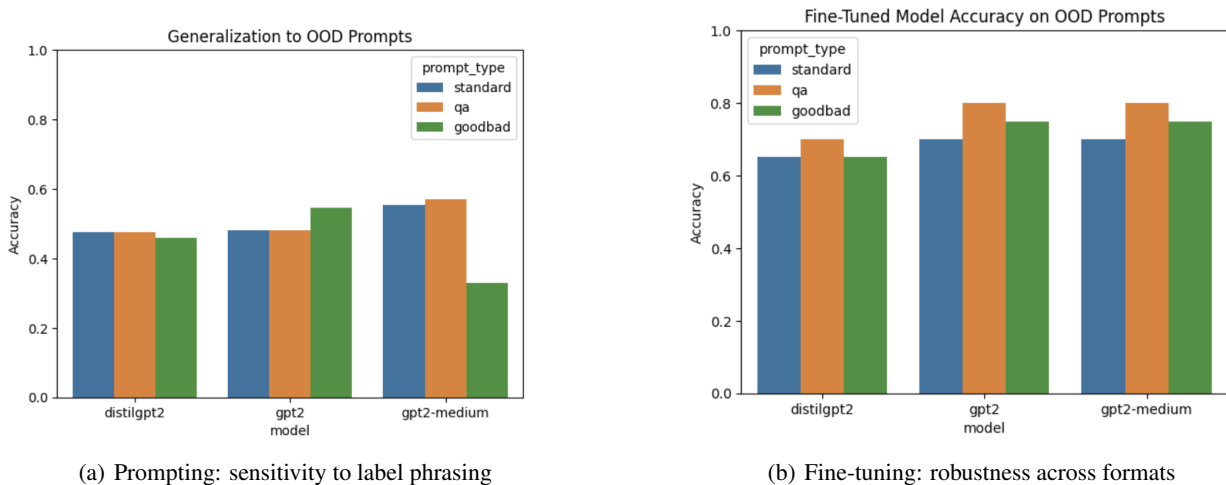 Generalization to OOD Prompts
1.0
0.8
0.6
0.4
0.2
0.0
Accuracy
prompt_type
standard
qa
goodbad
distilgpt2
gpt2
gpt2-medium
model
(a) Prompting: sensitivity to label phrasing
Fine-Tuned Model Accuracy on OOD Prompts
1.0
0.8
0.6
0.4
0.2
0.0
Accuracy
prompt_type
standard
qa
goodbad
distilgpt2
gpt2
gpt2-medium
model
(b) Fine-tuning: robustness across formats